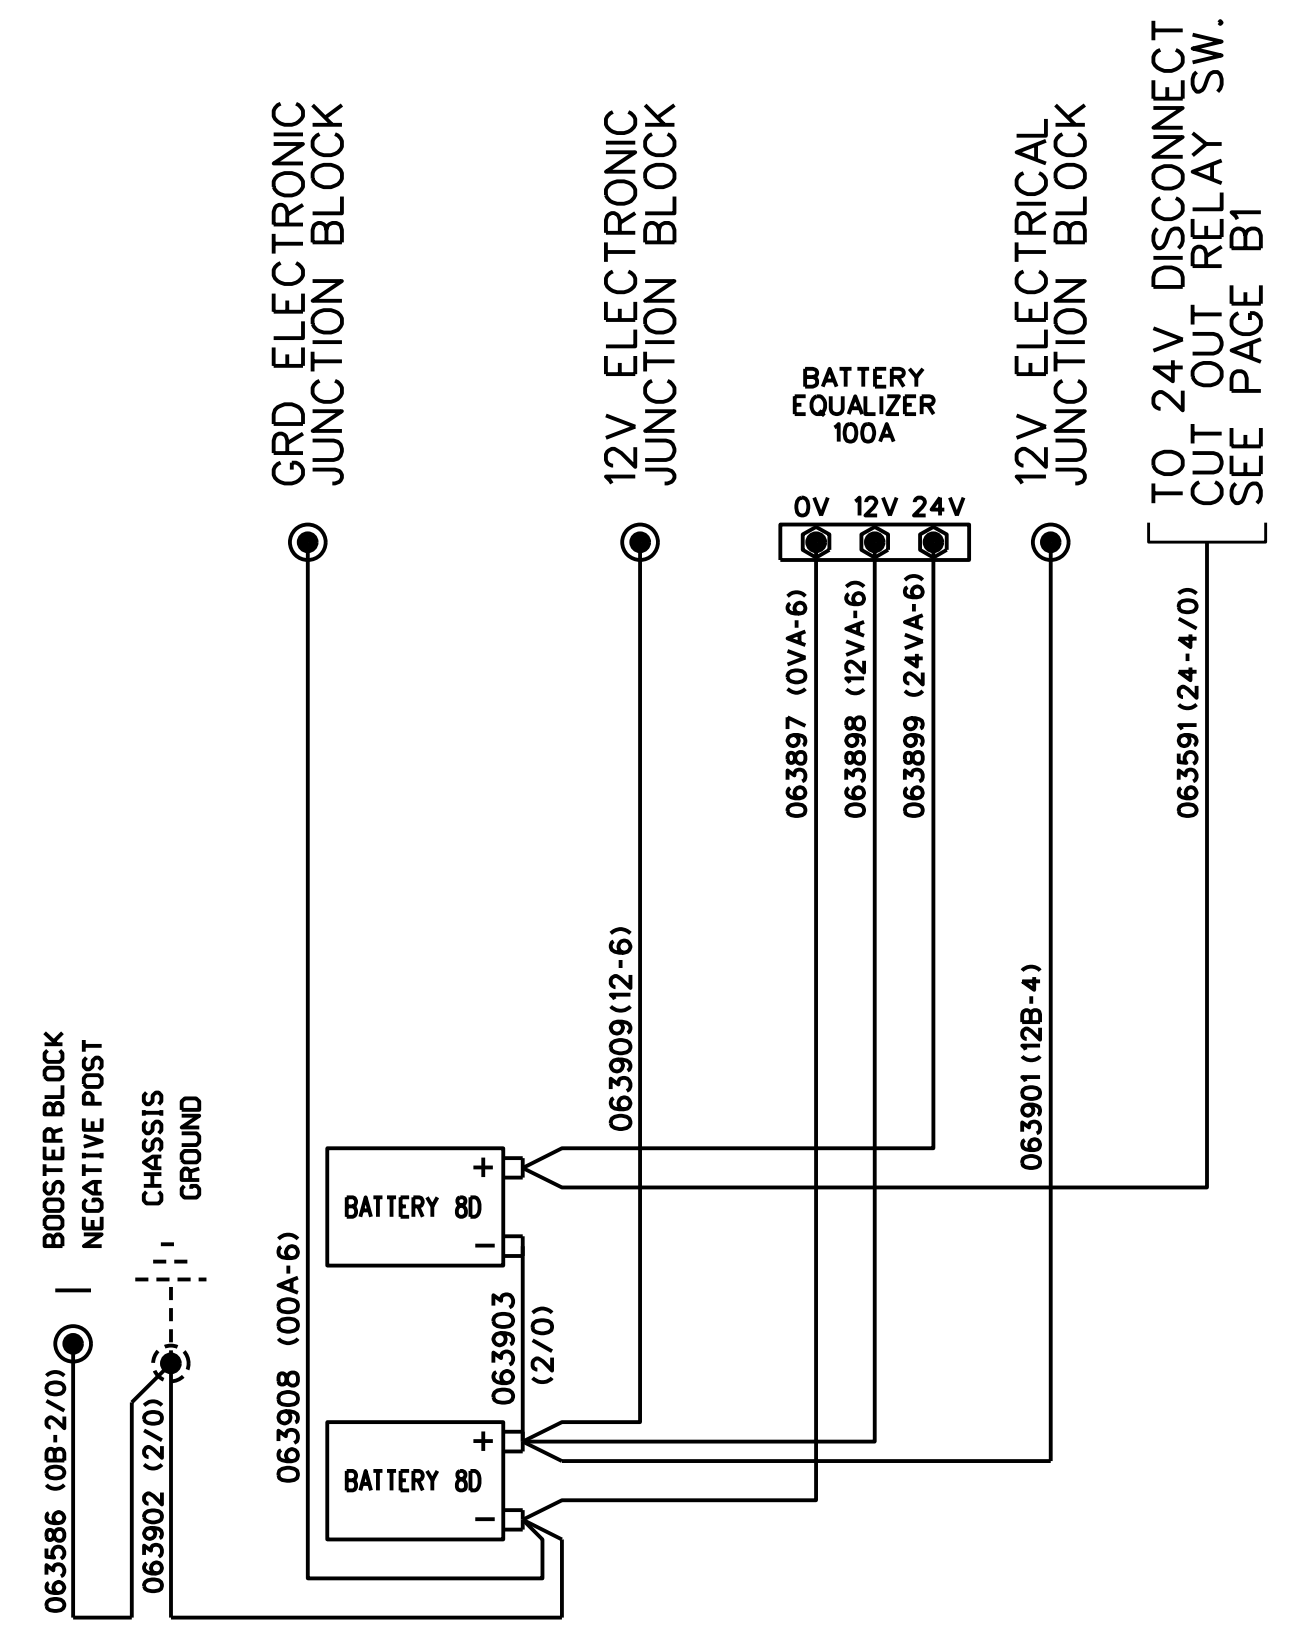 GRD ELECTRONIC
JUNCTION BLOCK
12V ELECTRONIC
JUNCTION BLOCK
BATTERY
EQUALIZER
100A
0V 12V 24V
12V ELECTRICAL
JUNCTION BLOCK
TO 24V DISCONNECT
CUT OUT RELAY SW.
SEE PAGE B1
063897 (0VA-6)
063898 (12VA-6)
063899 (24VA-6)
063591 (24-4/0)
063909 (12-6)
063901 (12B-4)
BOOSTER BLOCK
NEGATIVE POST
CHASSIS
GROUND
063586 (0B-2/0)
063902 (2/0)
063908 (00A-6)
BATTERY 8D
+
−
063903
(2/0)
BATTERY 8D
+
−